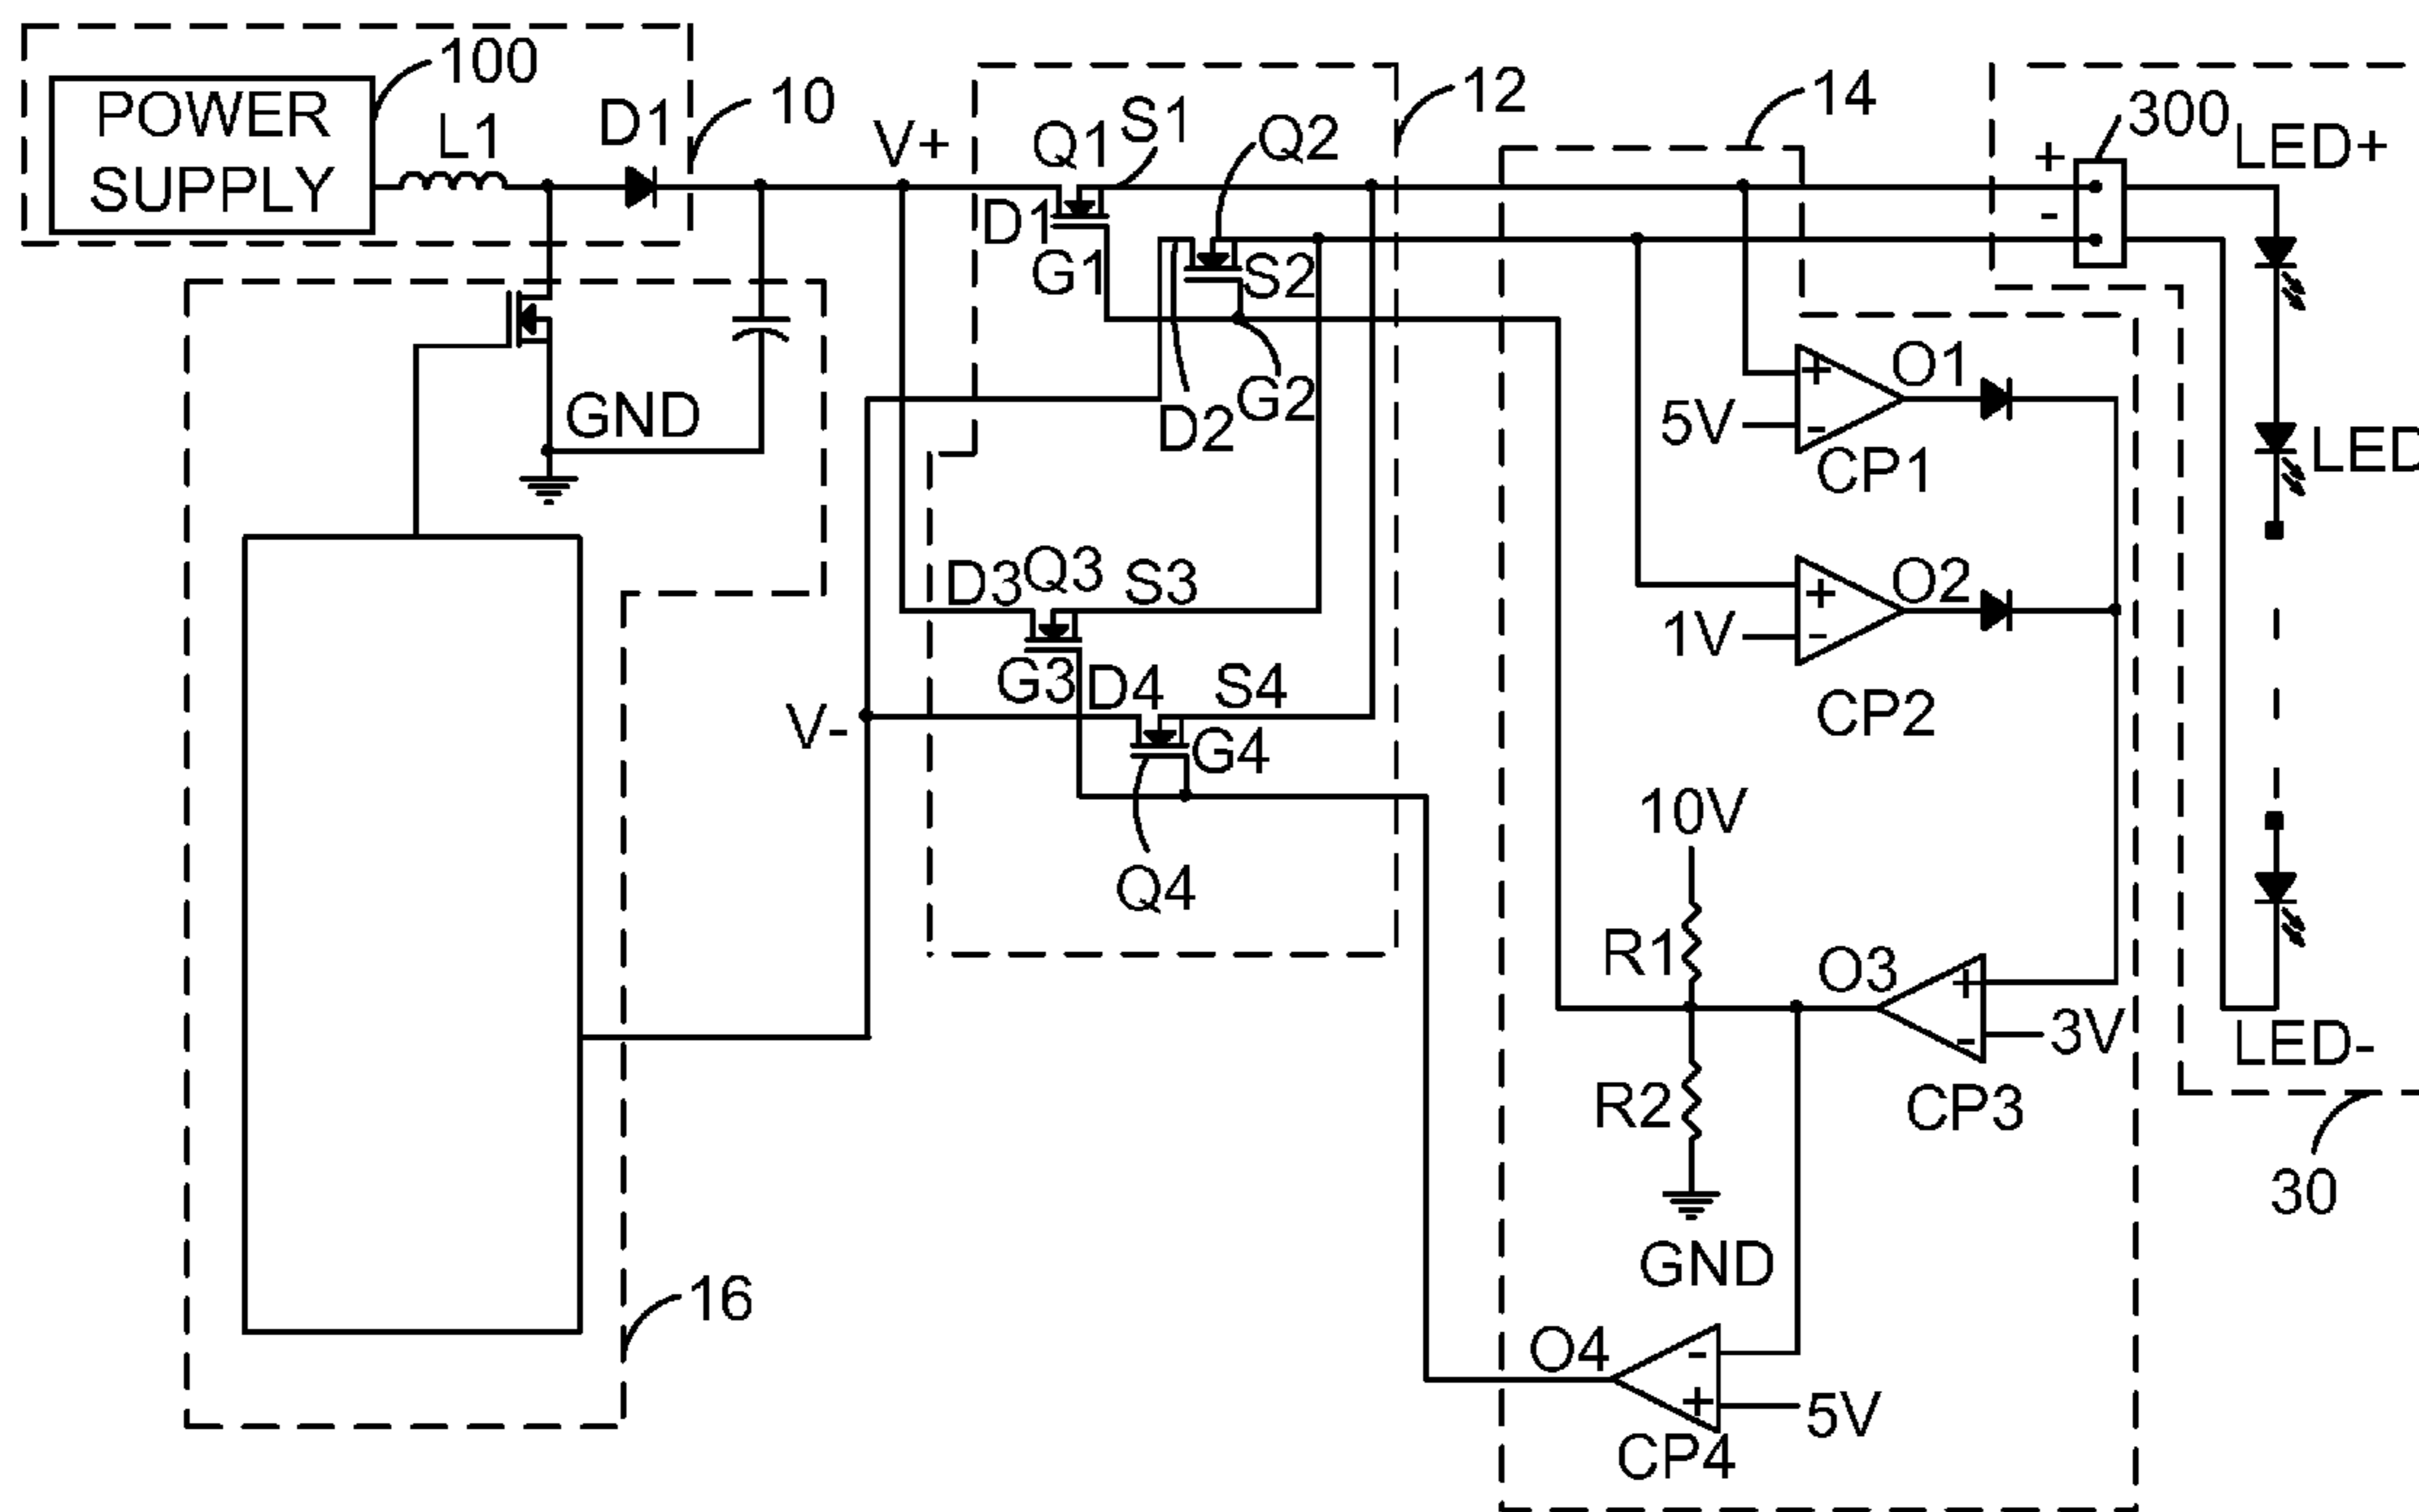 100
POWER
SUPPLY
L1
D1
10
V+
Q1
S1
Q2
12
14
300
LED+
+
-
D1
G1
S2
D2
G2
GND
O1
+
5V
-
CP1
LED
D3
Q3
S3
O2
+
1V
-
CP2
G3
D4
S4
V-
G4
Q4
10V
R1
O3
+
3V
-
LED-
R2
CP3
30
GND
16
O4
-
+
5V
CP4